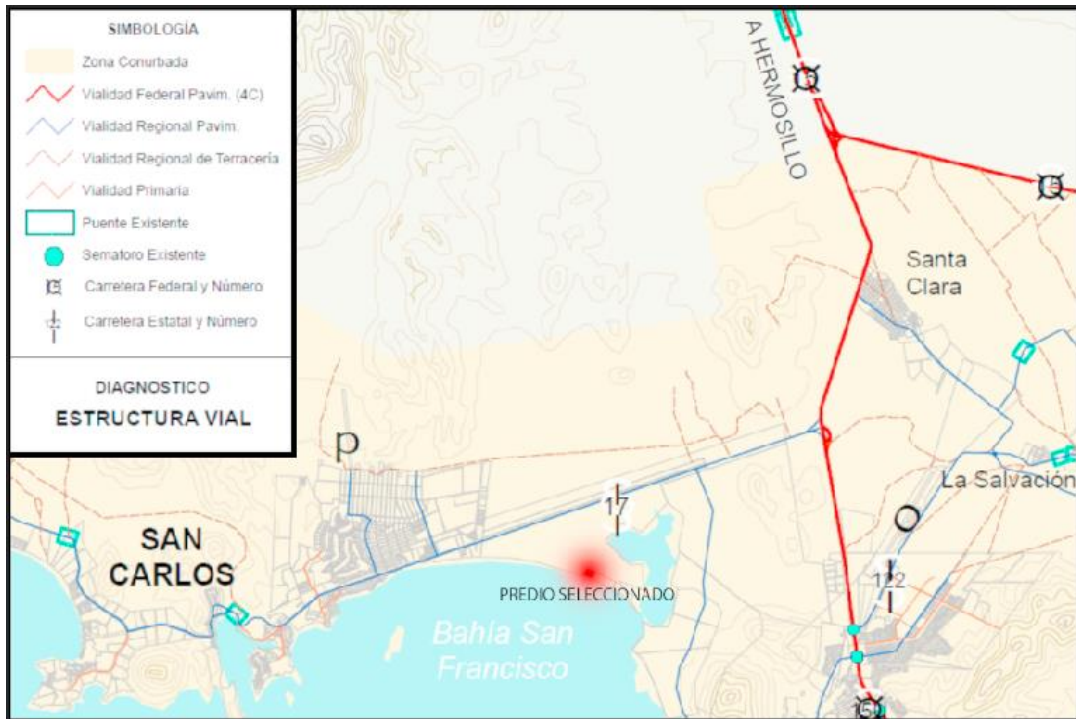 SIMBOLOGÍA
Zona Conurbada
Vialidad Federal Pavim. (4C)
Vialidad Regional Pavim.
Vialidad Regional de Terracería
Vialidad Primaria
Puente Existente
Semaforo Existente
Carretera Federal y Número
Carretera Estatal y Número
DIAGNOSTICO
ESTRUCTURA VIAL
A HERMOSILLO
Santa
Clara
p
La Salvación
17
O
SAN
CARLOS
122
PREDIO SELECCIONADO
Bahía San
Francisco
15